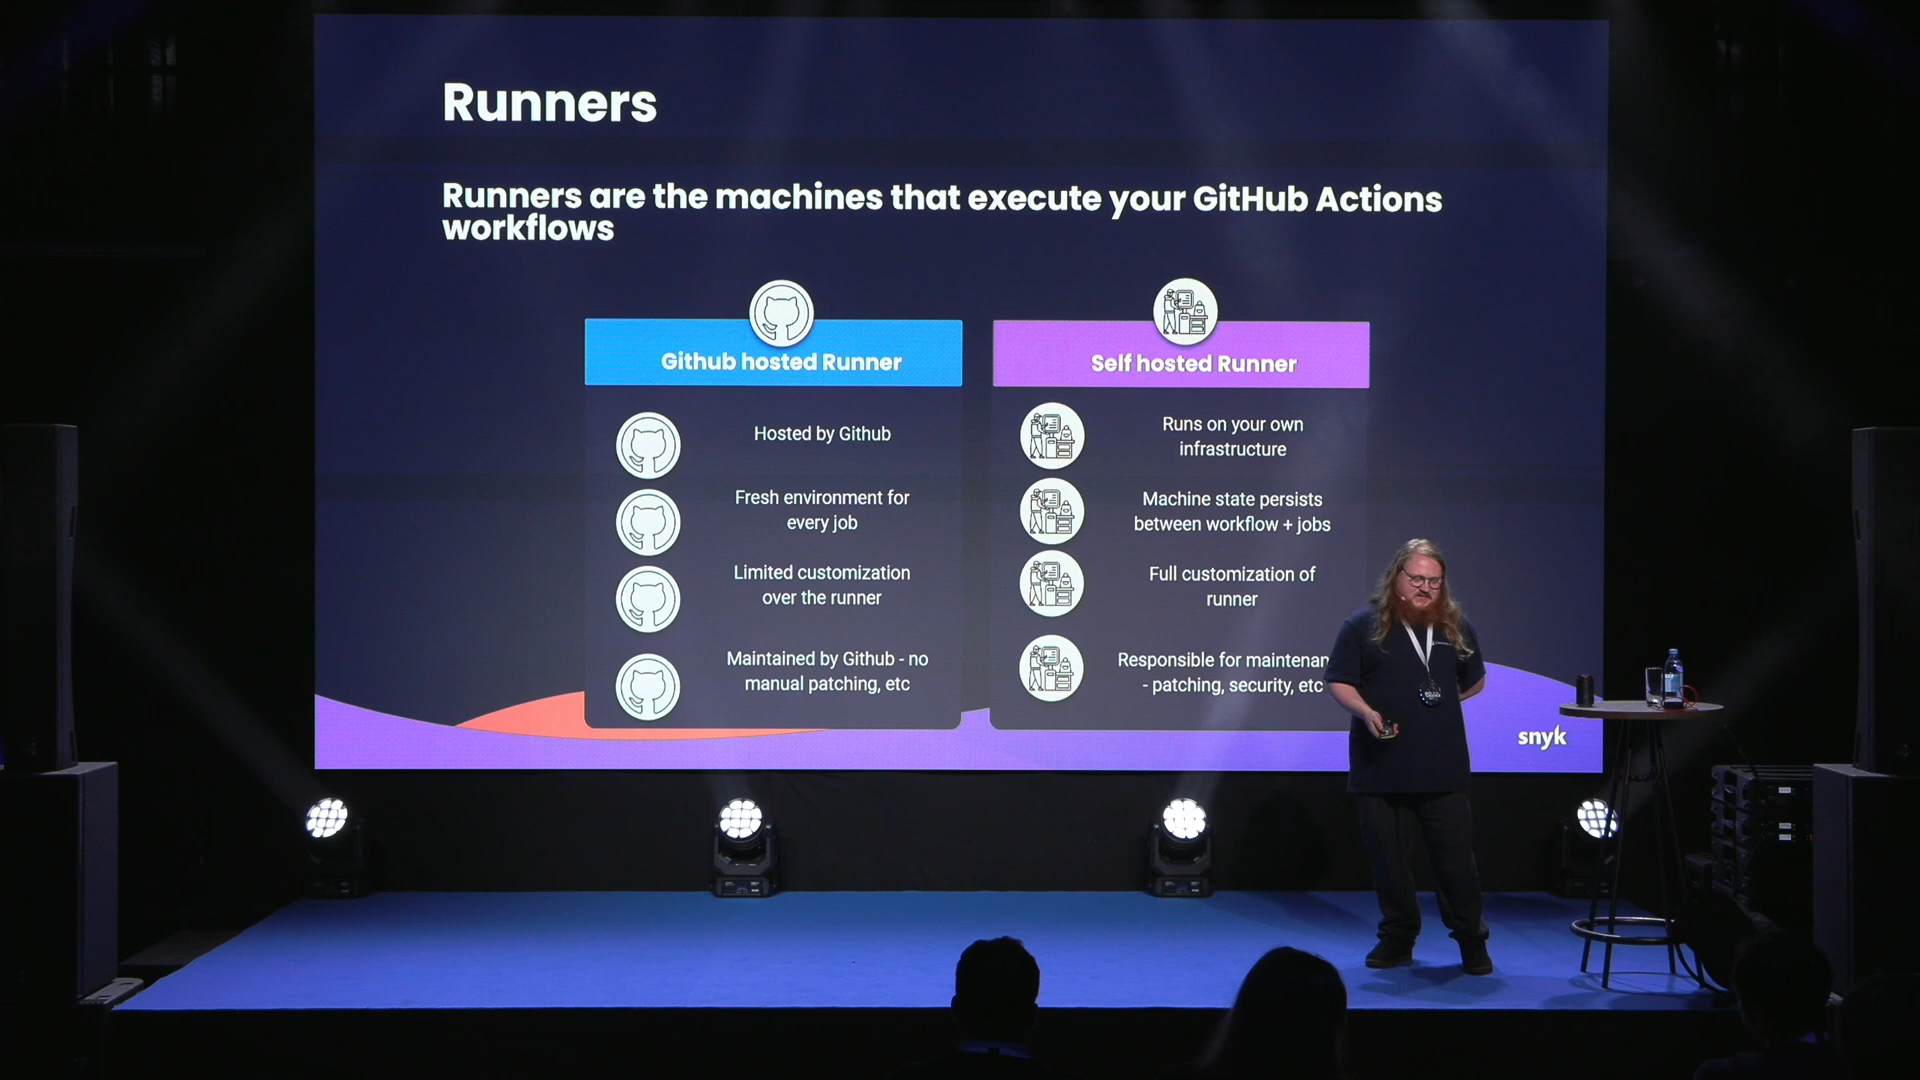 Runners
Runners are the machines that execute your GitHub Actions
workflows
Github hosted Runner
Hosted by Github
Fresh environment for
every job
Limited customization
over the runner
Maintained by Github - no
manual patching, etc
Self hosted Runner
Runs on your own
infrastructure
Machine state persists
between workflow + jobs
Full customization of
runner
Responsible for maintenan
- patching, security, etc
snyk